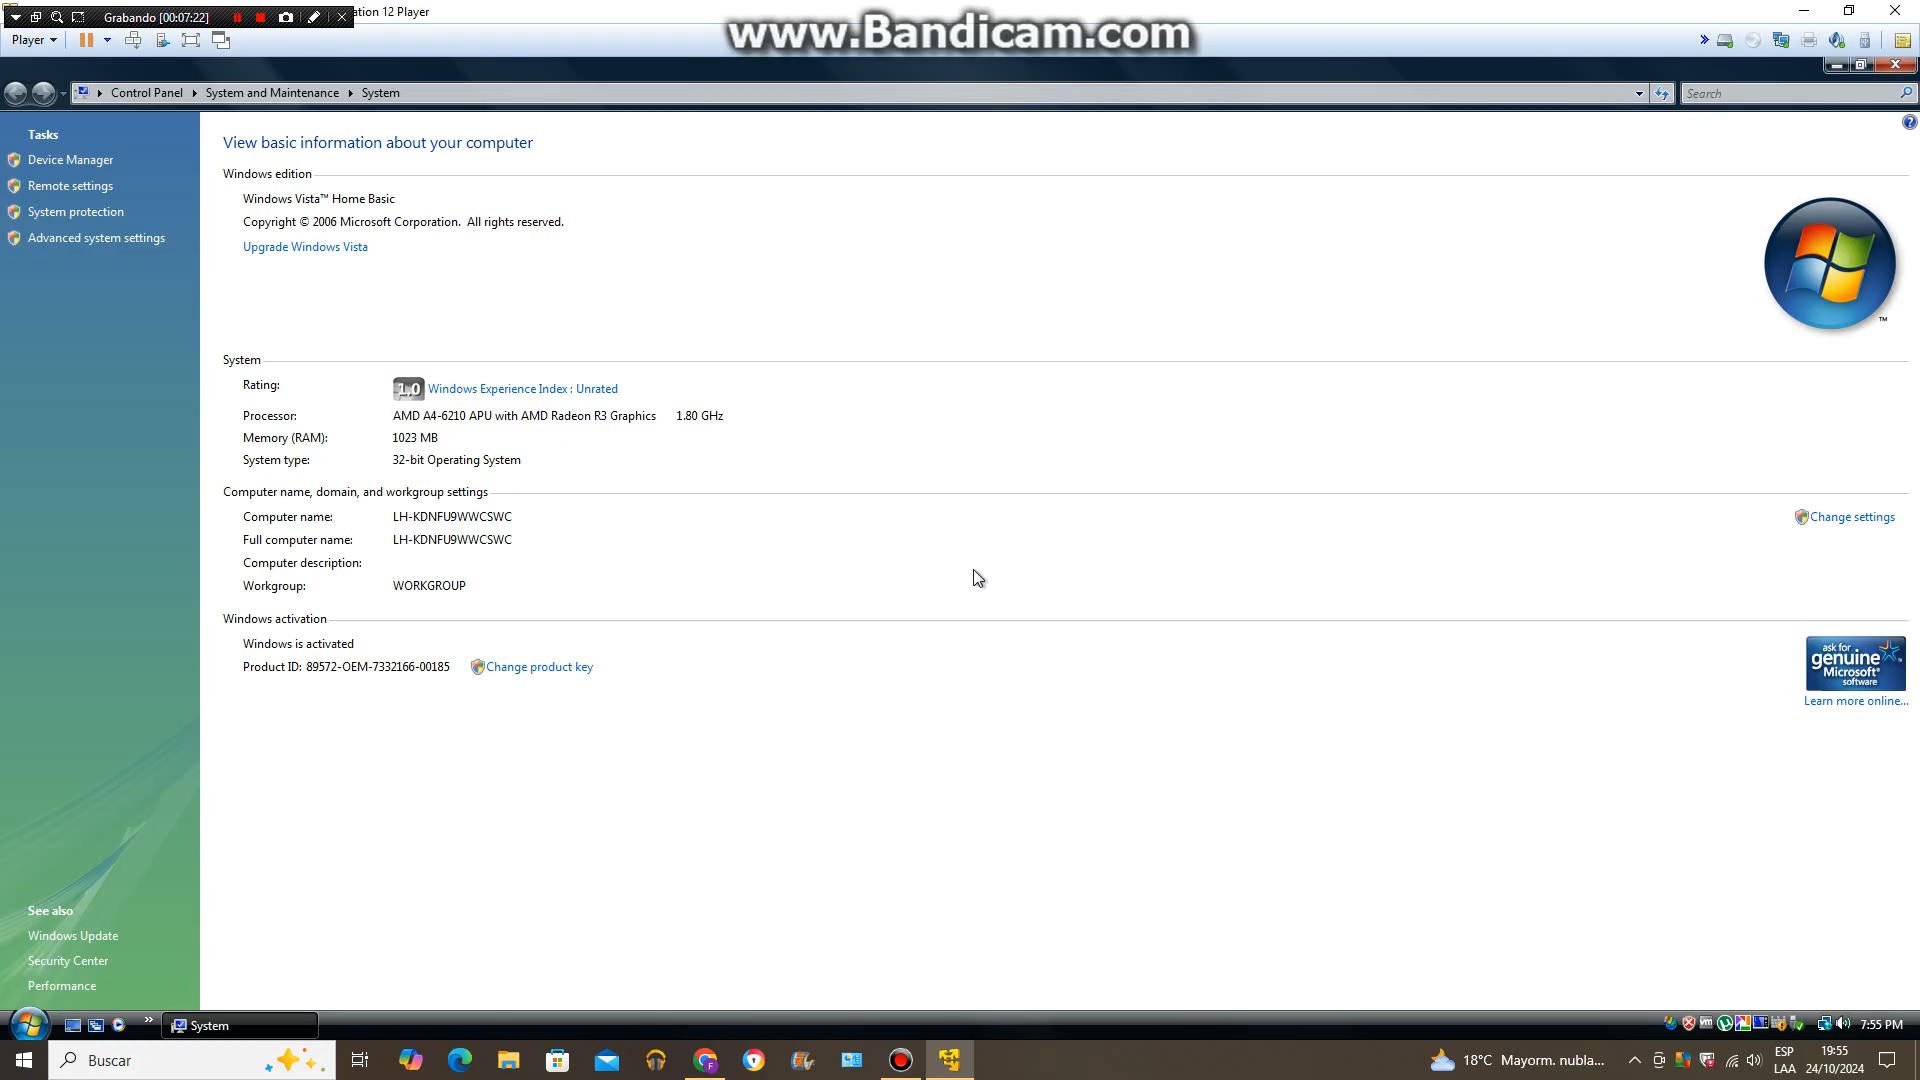 Grabando [00:07:22]
ation 12 Player
www.Bandicam.com
Player
Control Panel
System and Maintenance
System
Search
Tasks
Device Manager
Remote settings
System protection
Advanced system settings
View basic information about your computer
Windows edition
Windows Vista™ Home Basic
Copyright © 2006 Microsoft Corporation. All rights reserved.
Upgrade Windows Vista
TM
System
Rating:
1.0
Windows Experience Index : Unrated
Processor:
AMD A4-6210 APU with AMD Radeon R3 Graphics 1.80 GHz
Memory (RAM):
1023 MB
System type:
32-bit Operating System
Computer name, domain, and workgroup settings
Computer name:
LH-KDNFU9WWCSWC
Change settings
Full computer name:
LH-KDNFU9WWCSWC
Computer description:
Workgroup:
WORKGROUP
Windows activation
Windows is activated
Product ID: 89572-OEM-7332166-00185
Change product key
ask for
genuine
Microsoft
software
Learn more online...
See also
Windows Update
Security Center
Performance
System
7:55 PM
Buscar
18°C Mayorm. nubla...
ESP
LAA
19:55
24/10/2024